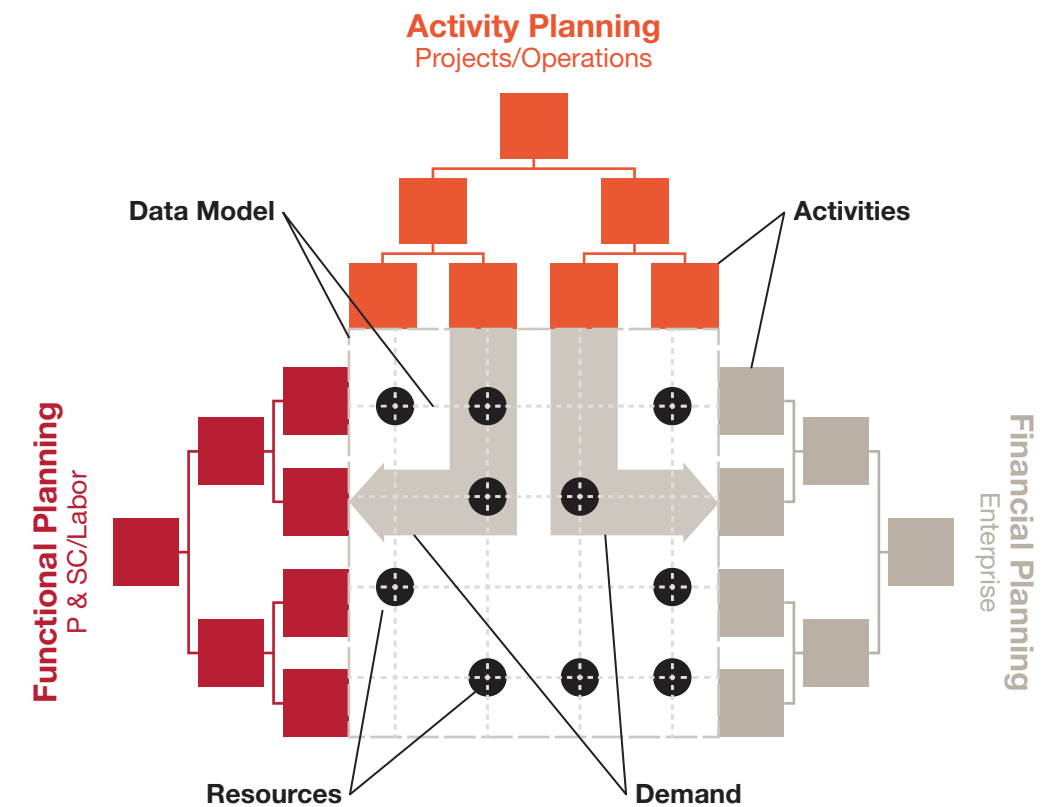 Activity Planning
Projects/Operations
Data Model
Activities
Functional Planning
P & SC/Labor
Financial Planning
Enterprise
Resources
Demand